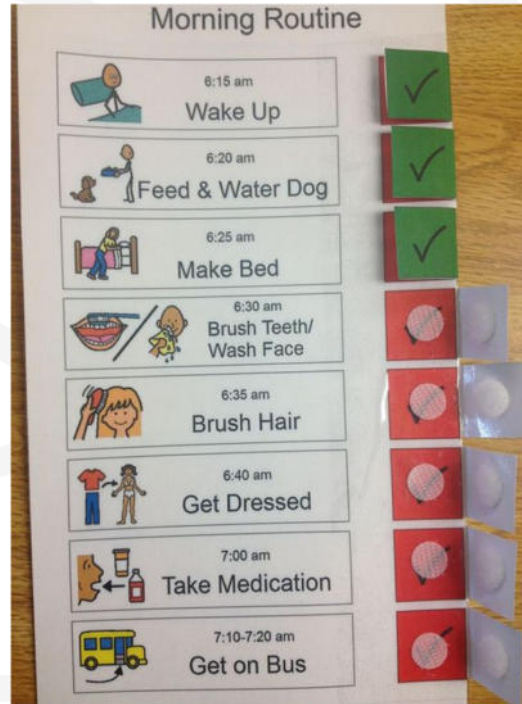 Morning Routine
6:15 am
Wake Up
6:20 am
Feed & Water Dog
6:25 am
Make Bed
6:30 am
Brush Teeth/
Wash Face
6:35 am
Brush Hair
6:40 am
Get Dressed
7:00 am
Take Medication
7:10-7:20 am
Get on Bus